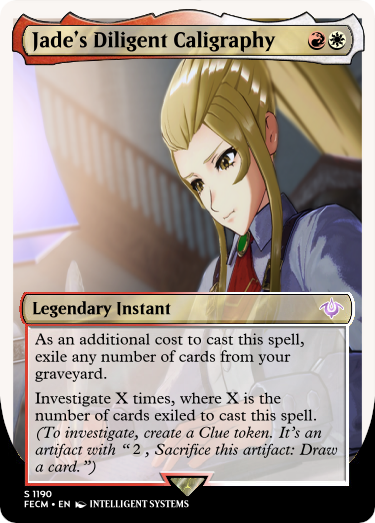 Jade's Diligent Caligraphy
Legendary Instant
As an additional cost to cast this spell,
exile any number of cards from your
graveyard.
Investigate X times, where X is the
number of cards exiled to cast this spell.
(To investigate, create a Clue token. It's an
artifact with “2 , Sacrifice this artifact: Draw
a card.”)
S 1190
FECM • EN INTELLIGENT SYSTEMS